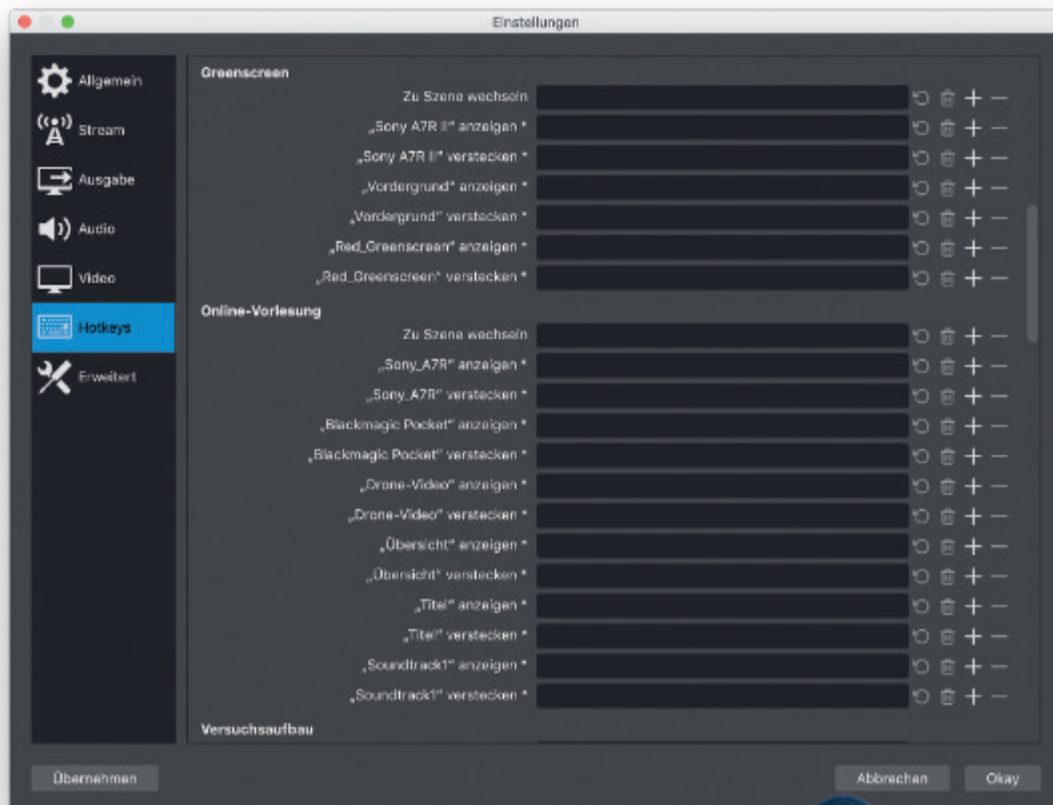 Einstellungen
Allgemein
Stream
Ausgabe
Audio
Video
Hotkeys
Erweitert
Greenscreen
Zu Szene wechseln
„Sony A7R II“ anzeigen *
„Sony A7R II“ verstecken *
„Vordergrund“ anzeigen *
„Vordergrund“ verstecken *
„Red_Greenscreen“ anzeigen *
„Red_Greenscreen“ verstecken *
Online-Vorlesung
Zu Szene wechseln
„Sony_A7R“ anzeigen *
„Sony_A7R“ verstecken *
„Blackmagic Pocket“ anzeigen *
„Blackmagic Pocket“ verstecken *
„Drone-Video“ anzeigen *
„Drone-Video“ verstecken *
„Übersicht“ anzeigen *
„Übersicht“ verstecken *
„Titel“ anzeigen *
„Titel“ verstecken *
„Soundtrack1“ anzeigen *
„Soundtrack1“ verstecken *
Versuchsaufbau
Übernehmen
Abbrechen
Okay